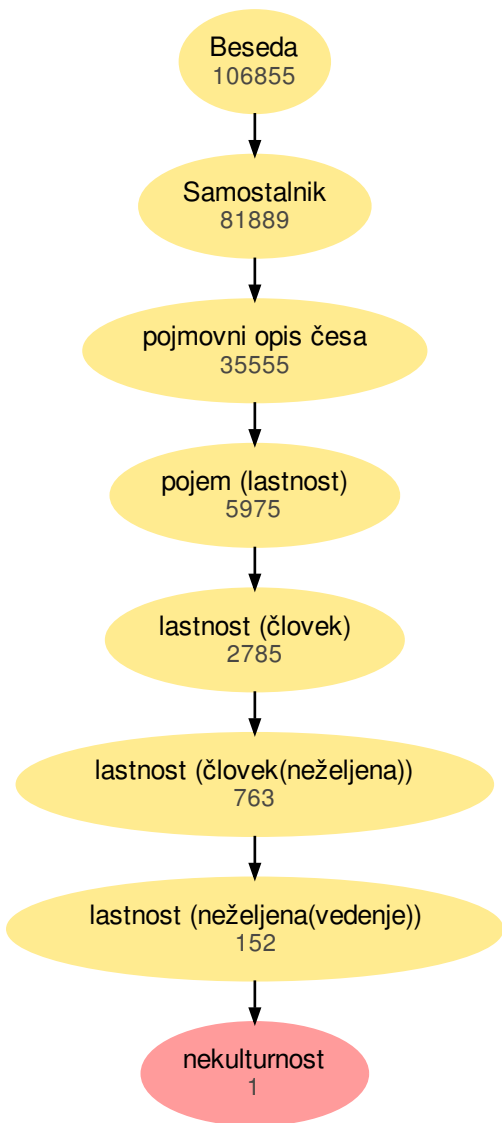 Beseda
106855
Samostalnik
81889
pojmovni opis česa
35555
pojem (lastnost)
5975
lastnost (človek)
2785
lastnost (človek(neželjena))
763
lastnost (neželjena(vedenje))
152
nekulturnost
1